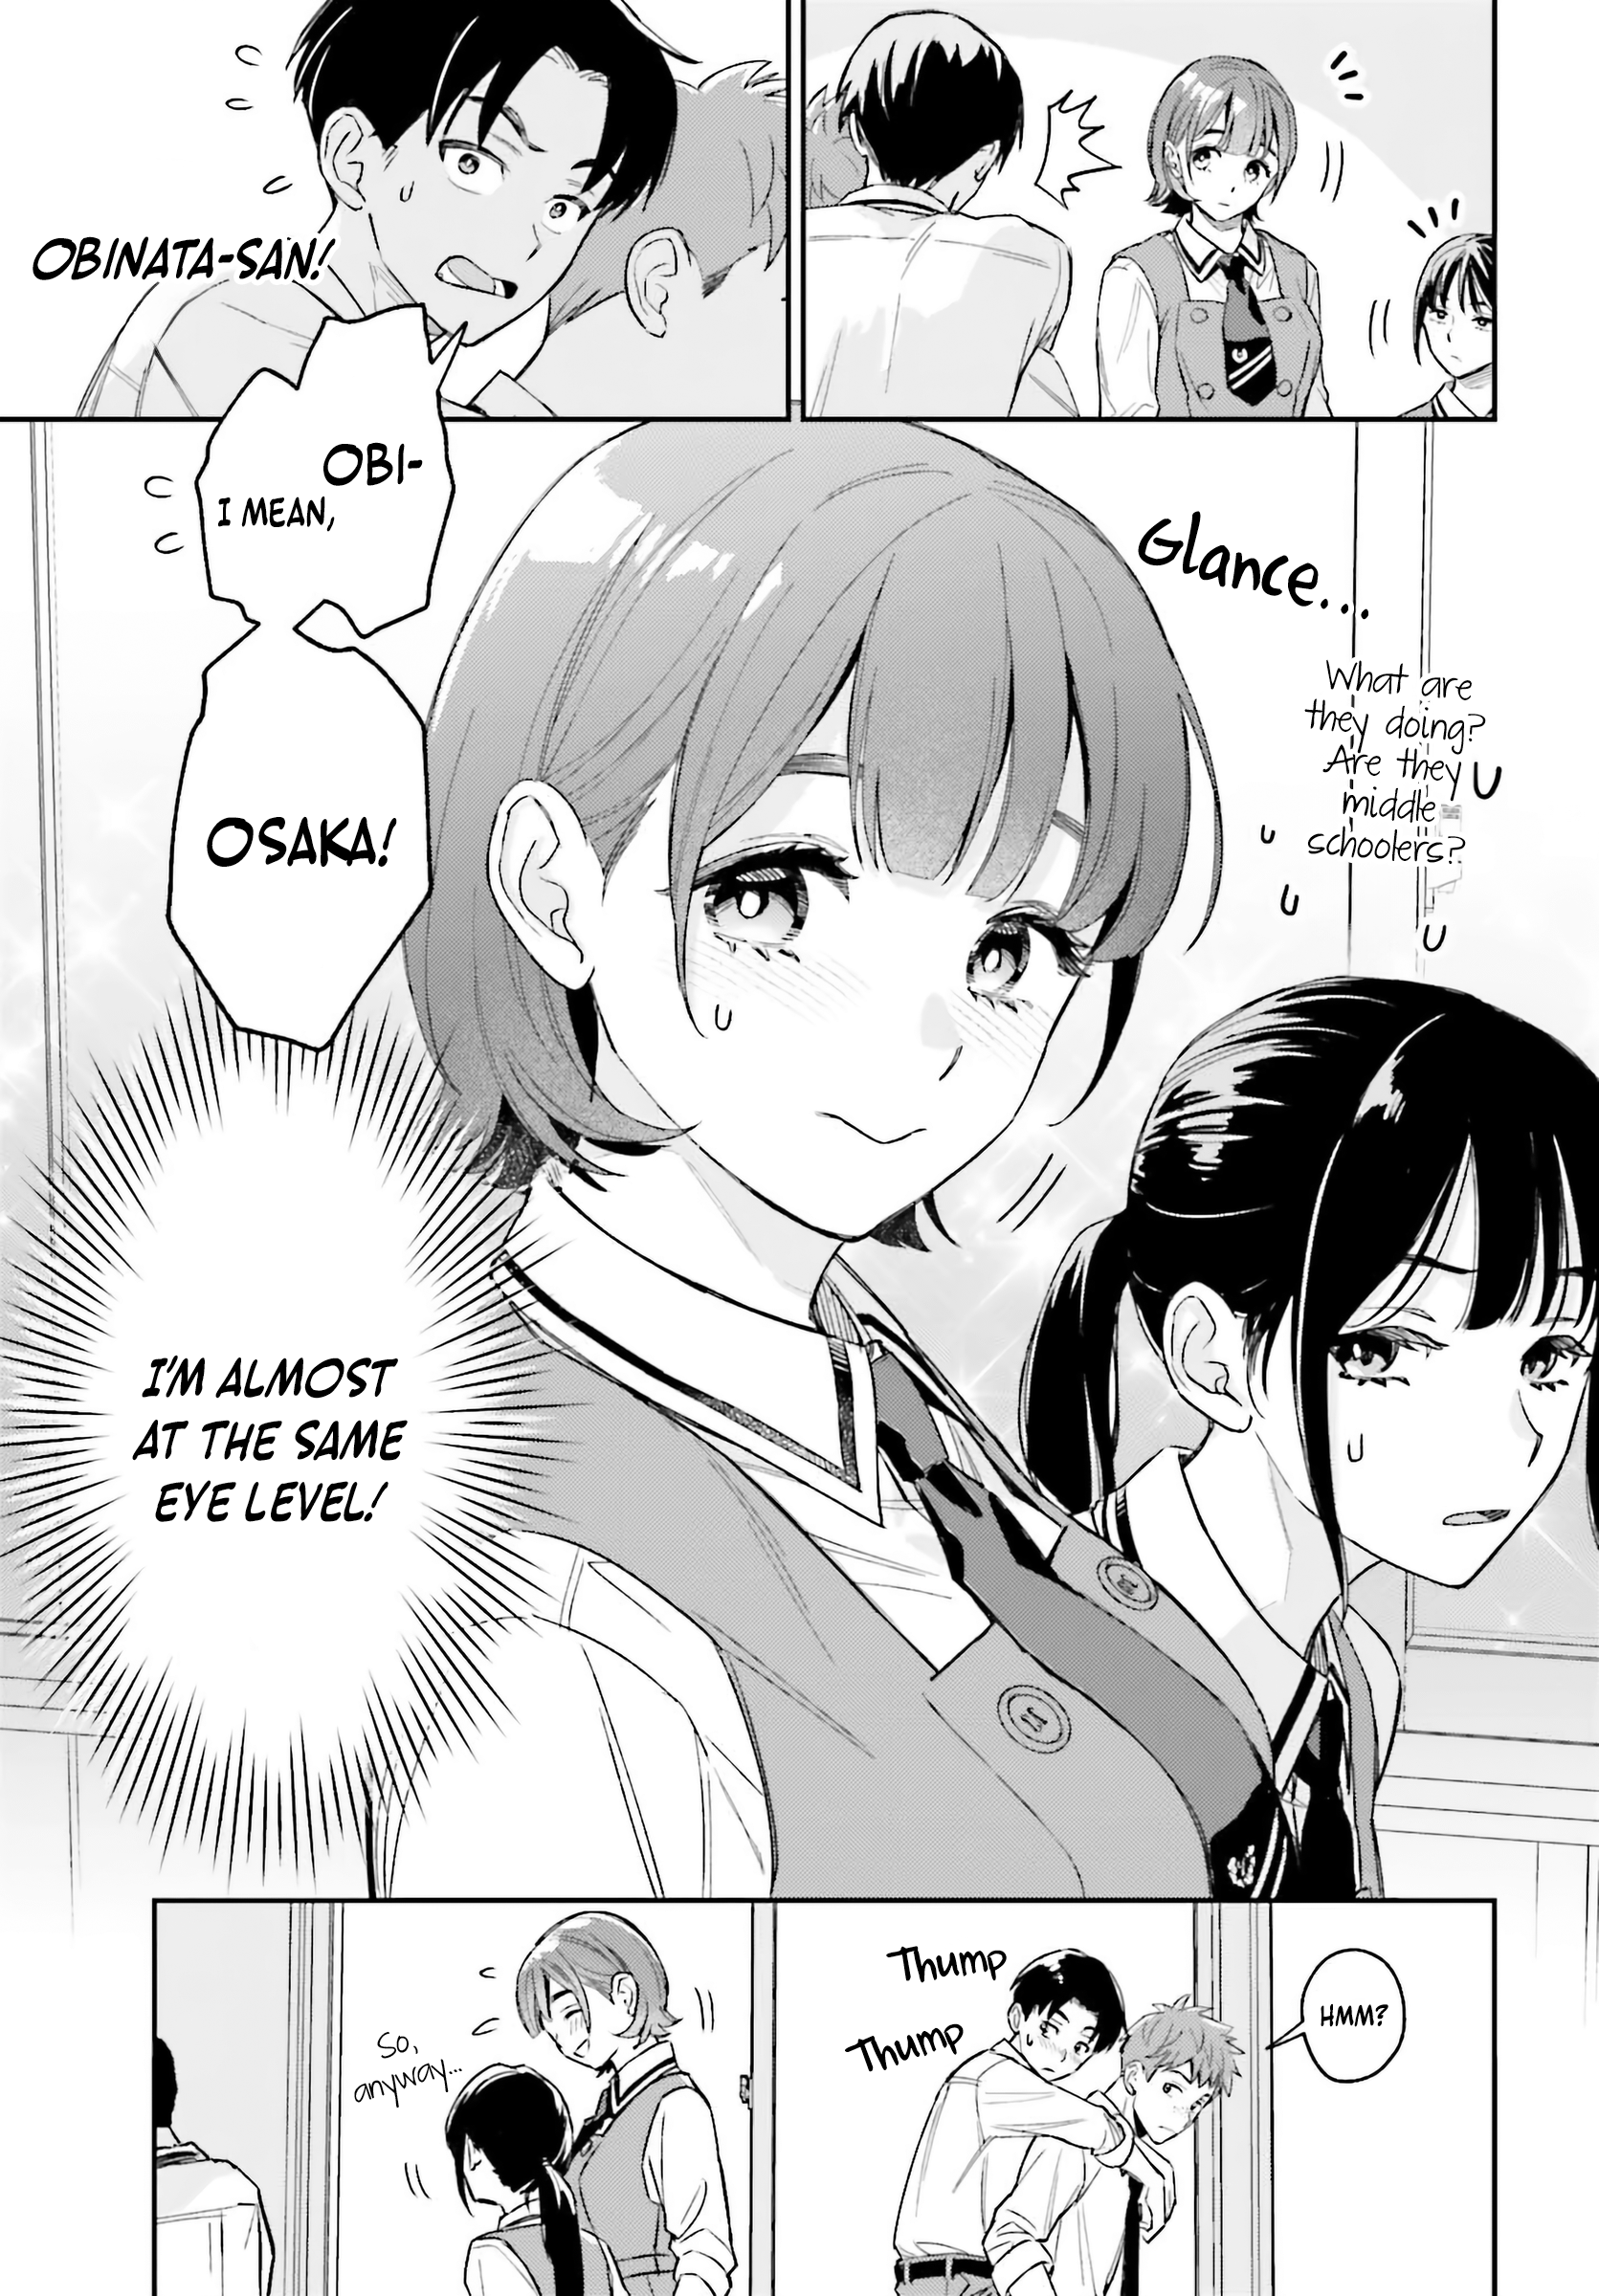 OBINATA-SAN!
OBI-
I MEAN,
OSAKA!
Glance...
What are
they doing?
Are they
middle
schoolers?
I'M ALMOST
AT THE SAME
EYE LEVEL!
HMM?
Thump
Thump
So,
anyway...